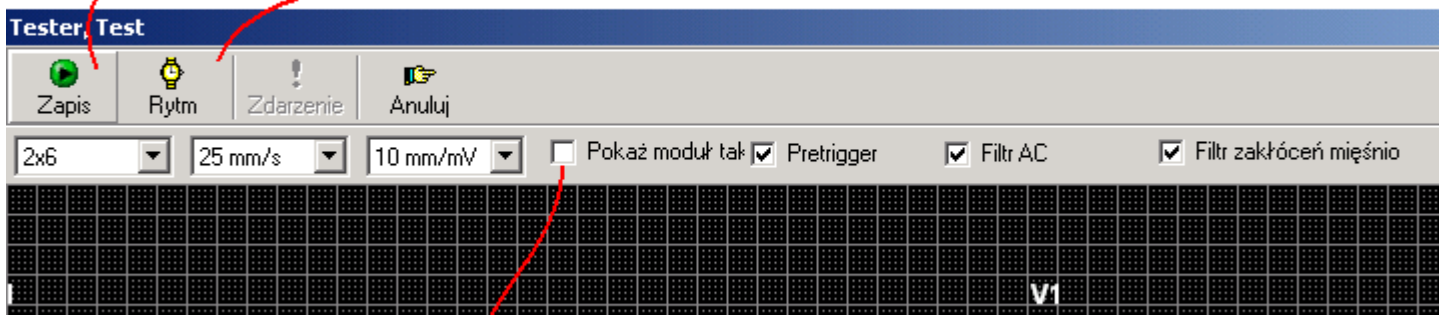 Tester, Test
Zapis Rytm Zdarzenie Anuluj
2x6 25 mm/s 10 mm/mV Pokaż moduł tak Pretrigger Filtr AC Filtr zakłóceń mięśnio
V1